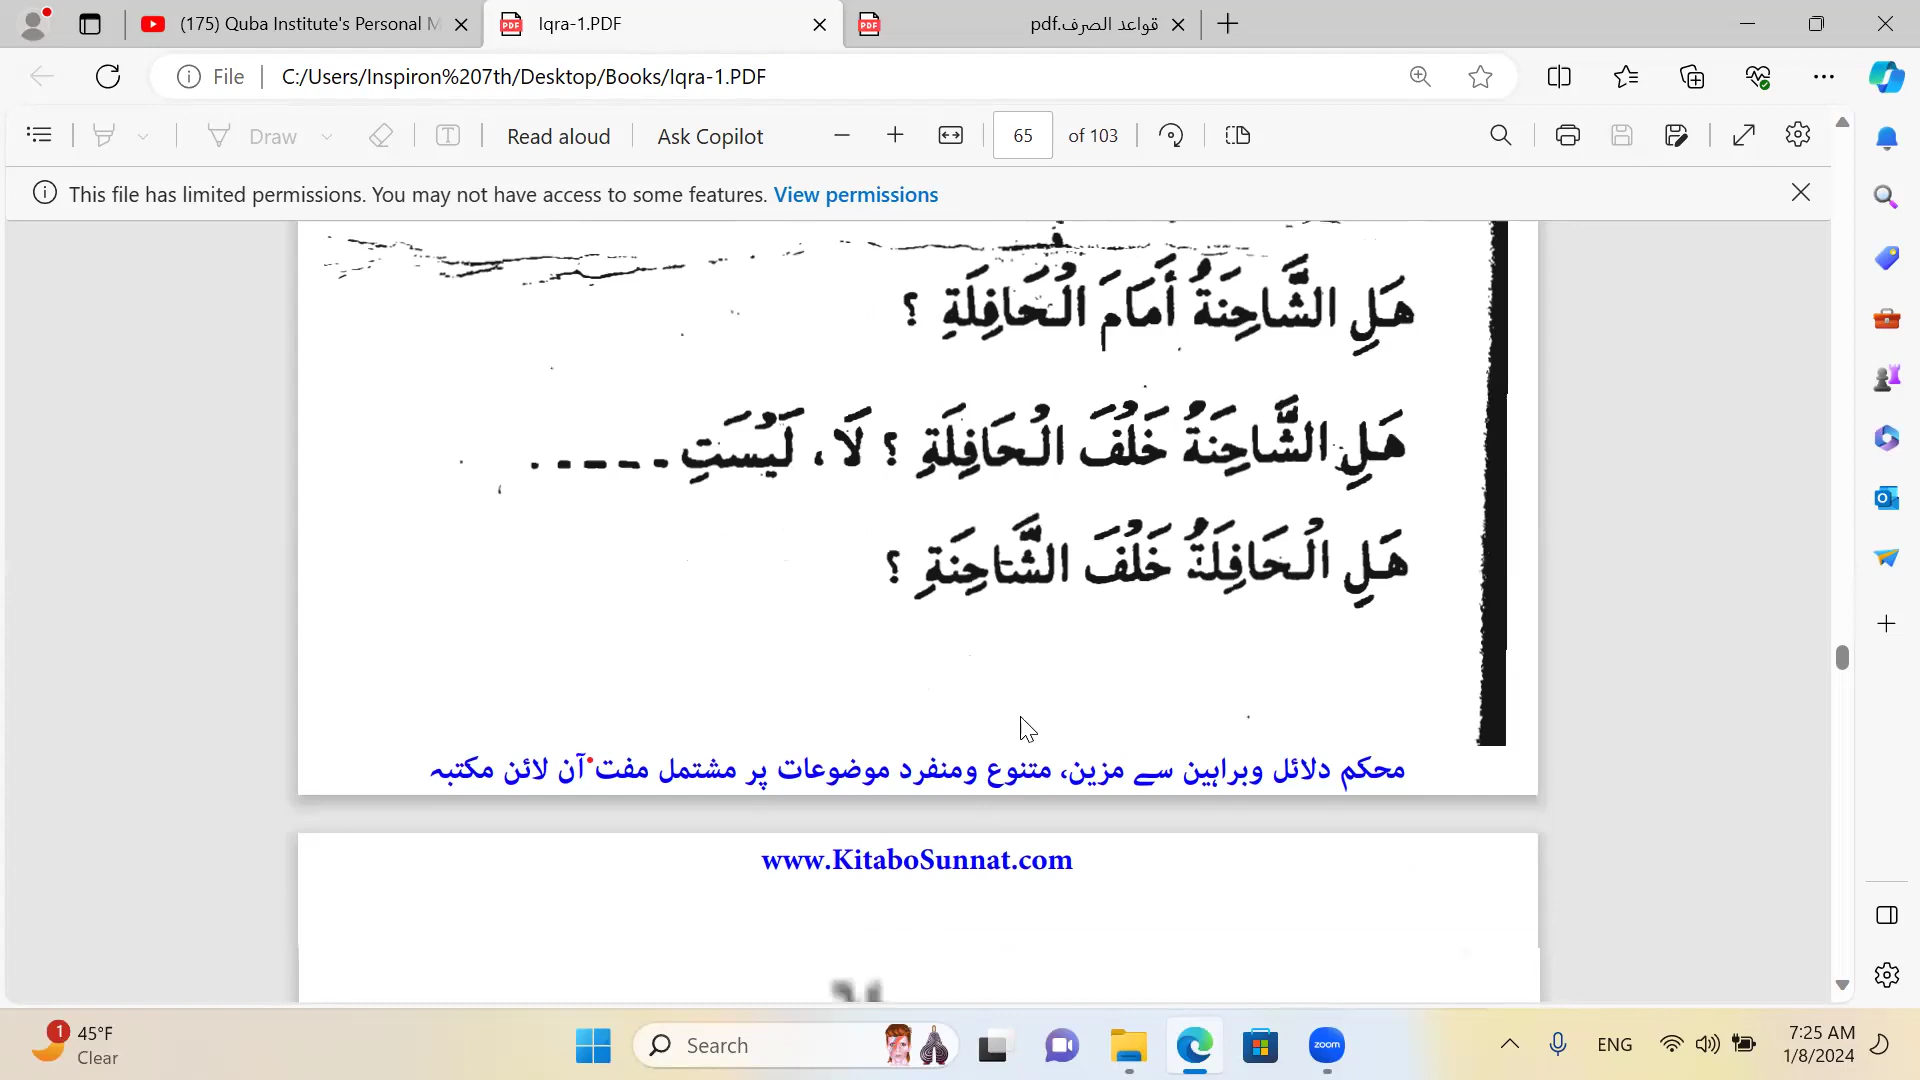 (175) Quba Institute's Personal M
Iqra-1.PDF
قواعد الصرف.pdf
File
C:/Users/Inspiron%207th/Desktop/Books/Iqra-1.PDF
Draw
Read aloud
Ask Copilot
65 of 103
This file has limited permissions. You may not have access to some features. View permissions
هَلِ الشَّاحِنَةُ أَمَامَ الْحَافِلَةِ ؟
هَلِ الشَّاحِنَةُ خَلْفَ الْحَافِلَةِ ؟ لَا، لَيْسَتِ - - - - -
هَلِ الْحَافِلَةُ خَلْفَ الشَّاحِنَةِ ؟
محکم دلائل وبراہین سے مزین، متنوع ومنفرد موضوعات پر مشتمل مفت آن لائن مکتبہ
www.KitaboSunnat.com
1
45°F
Clear
Search
zoom
ENG
7:25 AM
1/8/2024